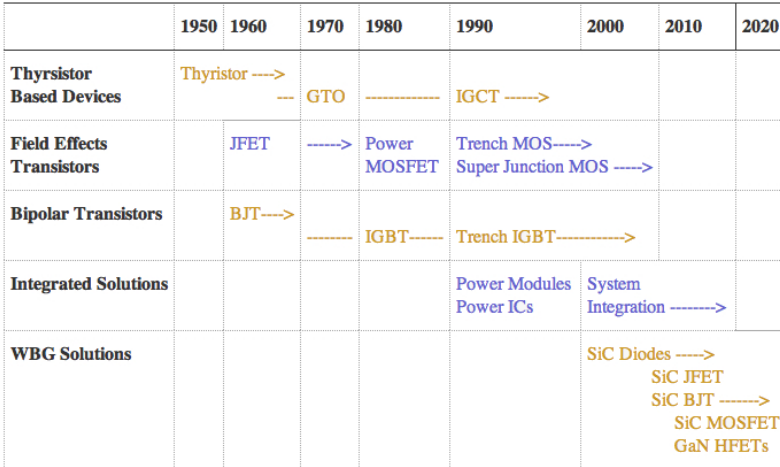 1950 1960 1970 1980 1990 2000 2010 2020
Thyrsistor Thyristor ---->
Based Devices --- GTO ------------- IGCT ------>
Field Effects JFET ------> Power Trench MOS----->
Transistors MOSFET Super Junction MOS ----->
Bipolar Transistors BJT---->
-------- IGBT------ Trench IGBT------------>
Integrated Solutions Power Modules System
Power ICs Integration -------->
WBG Solutions SiC Diodes ----->
SiC JFET
SiC BJT ------->
SiC MOSFET
GaN HFETs